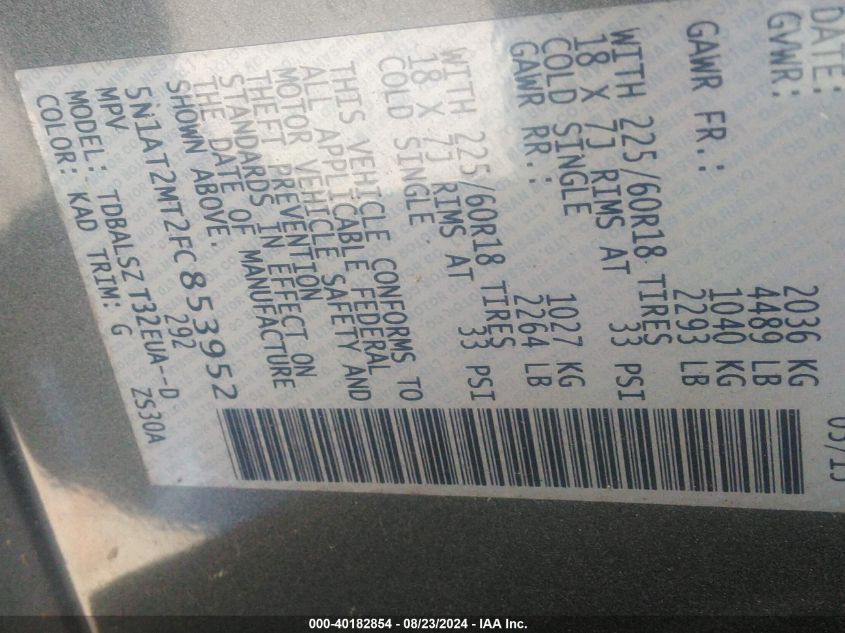 DATE:
GVWR: 2036 KG
4489 LB
GAWR FR.: 1040 KG
2293 LB
WITH 225/60R18 TIRES
18 X 7J RIMS AT 33 PSI
COLD SINGLE
GAWR RR.: 1027 KG
2264 LB
WITH 225/60R18 TIRES
18 X 7J RIMS AT 33 PSI
COLD SINGLE
THIS VEHICLE CONFORMS TO
ALL APPLICABLE FEDERAL
MOTOR VEHICLE SAFETY AND
THEFT PREVENTION
STANDARDS IN EFFECT ON
THE DATE OF MANUFACTURE
SHOWN ABOVE.
5N1AT2MT2FC853952
MPV 292
MODEL: TDBALSZ T32EUA--D
COLOR: KAD TRIM: G ZS30A
000-40182854 - 08/23/2024 - IAA Inc.